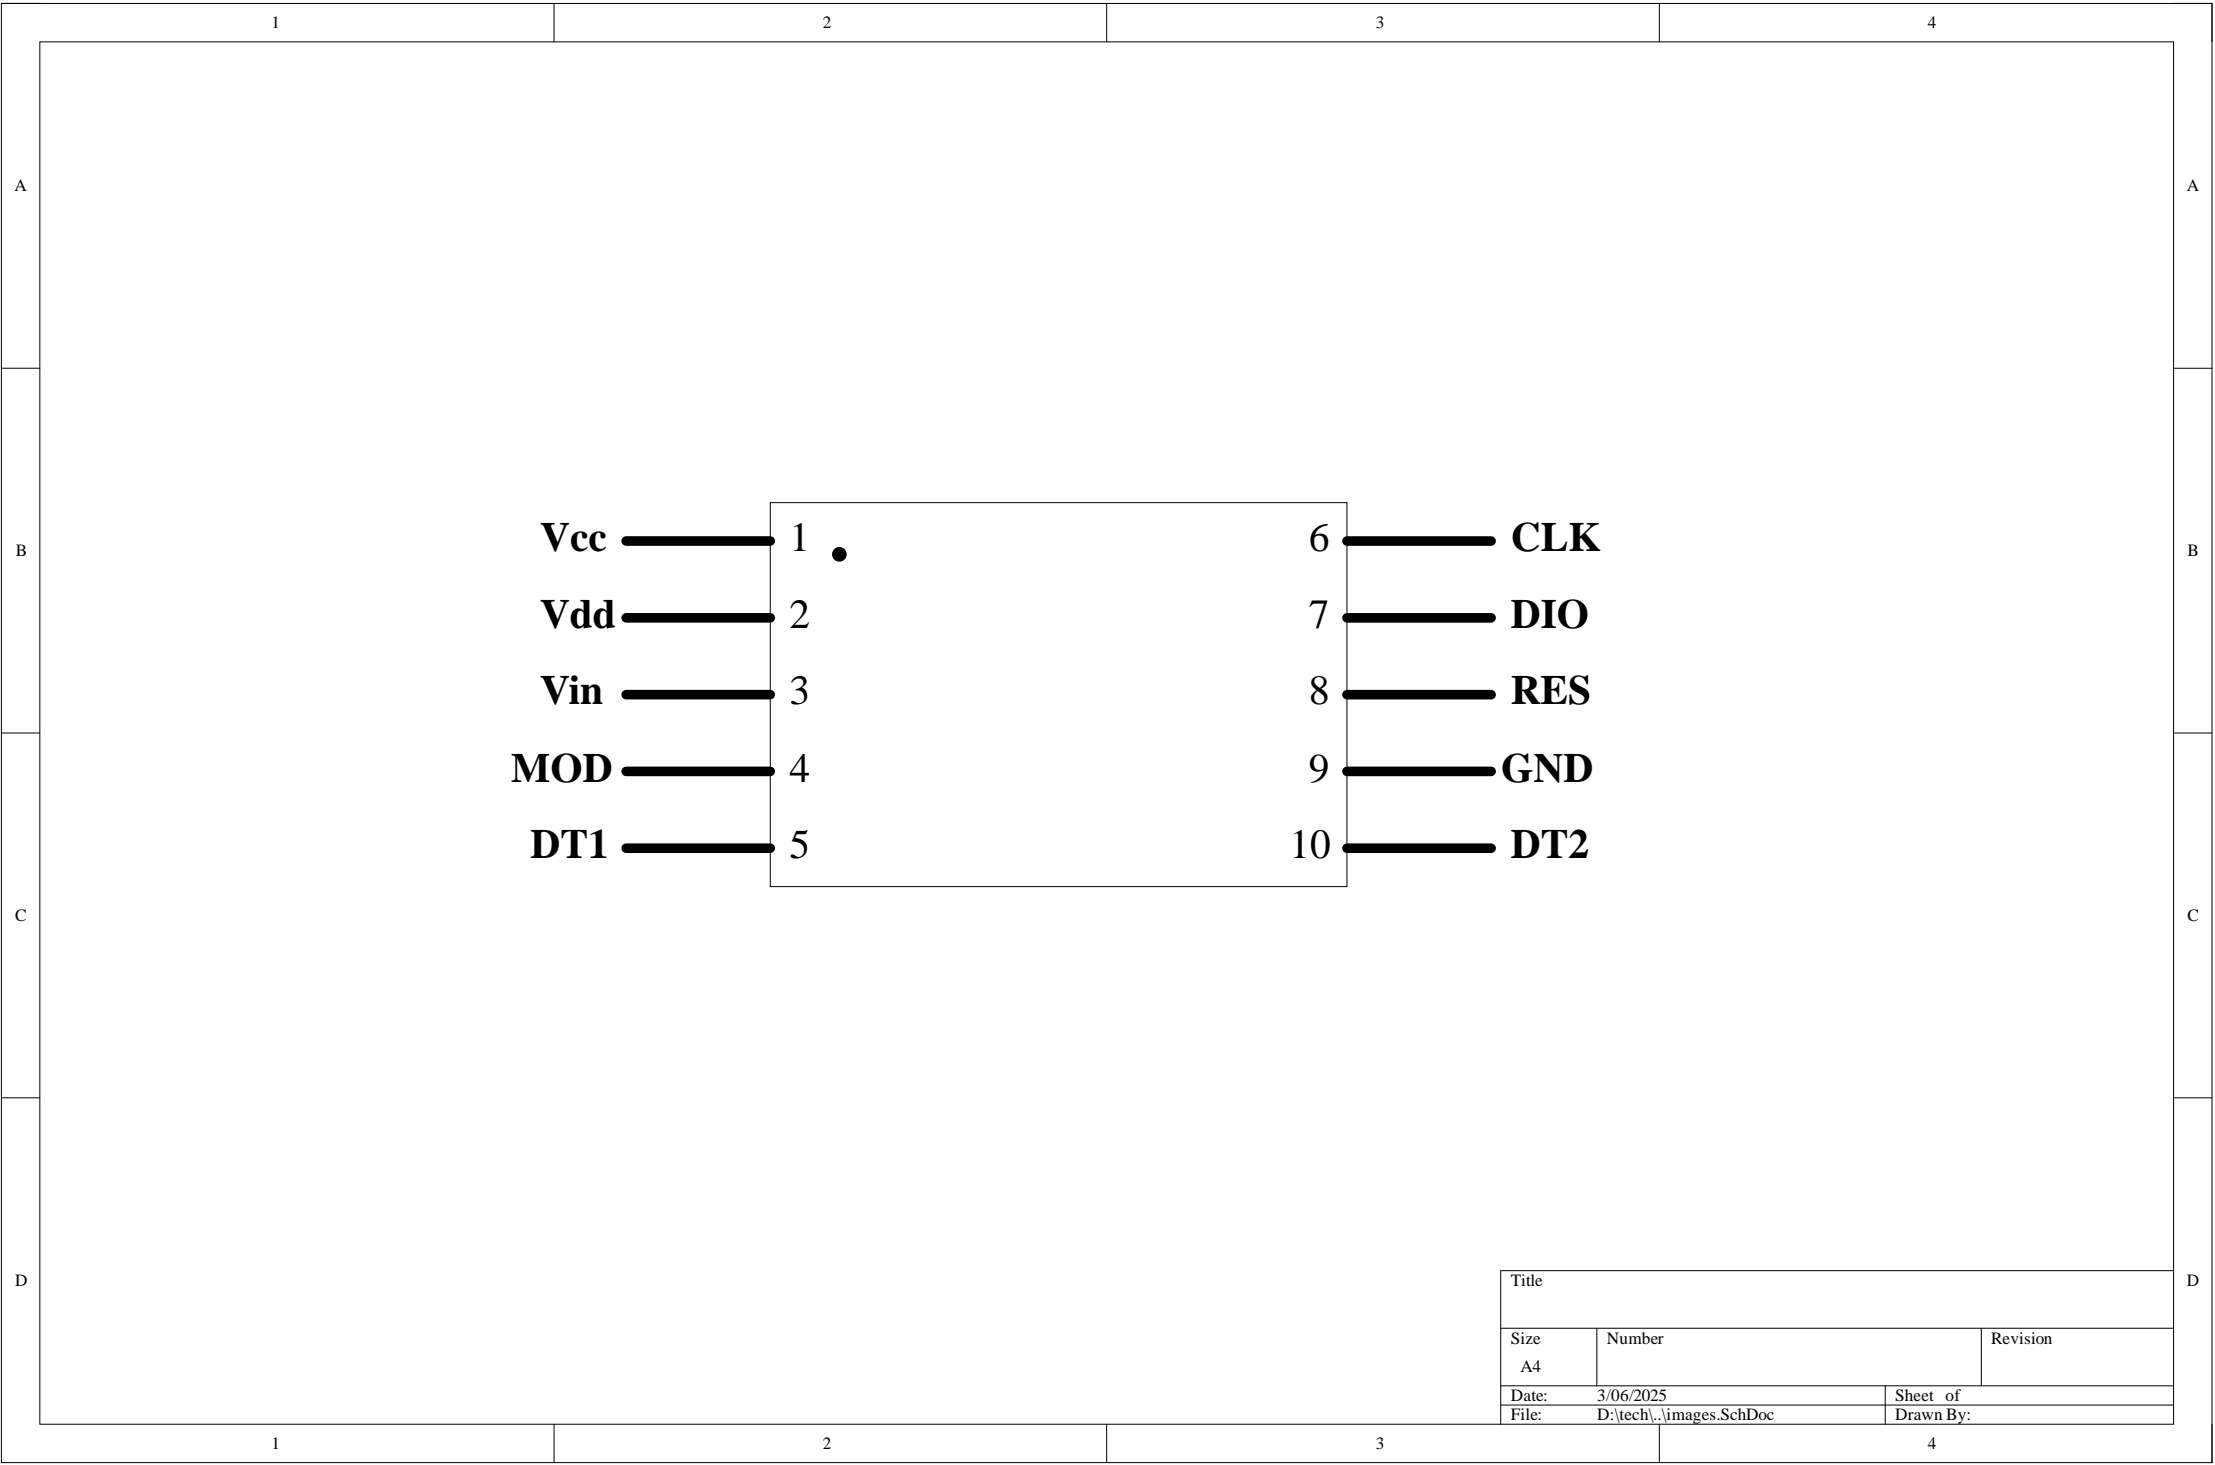 1 2 3 4
A A
Vcc 1 6 CLK
B B
Vdd 2 7 DIO
Vin 3 8 RES
MOD 4 9 GND
DT1 5 10 DT2
C C
D D
Title
Size Number Revision
A4
Date: 3/06/2025 Sheet of
File: D:\tech\..\images.SchDoc Drawn By:
1 2 3 4